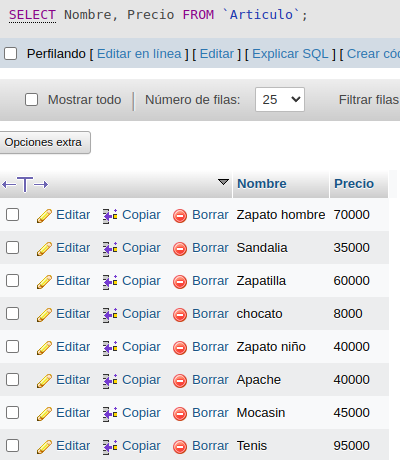 SELECT Nombre, Precio FROM `Articulo`;
Perfilando [ Editar en línea ] [ Editar ] [ Explicar SQL ] [ Crear cód
Mostrar todo Número de filas: 25 Filtrar filas
Opciones extra
Nombre Precio
Editar Copiar Borrar Zapato hombre 70000
Editar Copiar Borrar Sandalia 35000
Editar Copiar Borrar Zapatilla 60000
Editar Copiar Borrar chocato 8000
Editar Copiar Borrar Zapato niño 40000
Editar Copiar Borrar Apache 40000
Editar Copiar Borrar Mocasin 45000
Editar Copiar Borrar Tenis 95000